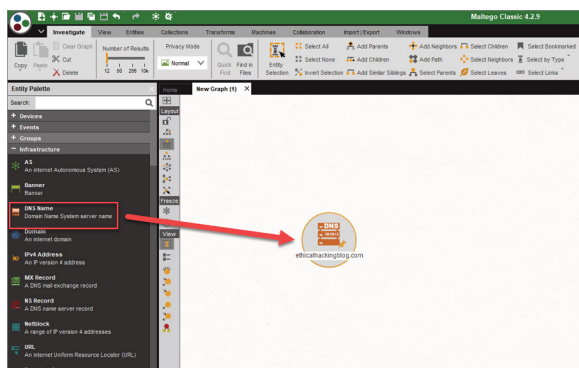 Maltego Classic 4.2.9
Investigate View Entities Collections Transforms Machines Collaboration Import | Export Windows
Copy Paste Clear Graph Cut Delete
Number of Results
12 50 256 10k
Privacy Mode
Normal
Quick Find Find in Files
Entity Selection
Select All
Select None
Invert Selection
Add Parents
Add Children
Add Similar Siblings
Add Neighbors
Add Path
Select Parents
Select Children
Select Neighbors
Select Leaves
Select Bookmarked
Select by Type
Select Links
Entity Palette
Search:
Devices
Events
Groups
Infrastructure
AS
An internet Autonomous System (AS)
Banner
Banner
DNS Name
Domain Name System server name
Domain
An internet domain
IPv4 Address
An IP version 4 address
MX Record
A DNS mail exchange record
NS Record
A DNS name server record
Netblock
A range of IP version 4 addresses
URL
An internet Uniform Resource Locator (URL)
Home New Graph (1) X
Layout
Freeze
View
DNS
ethicalhackingblog.com